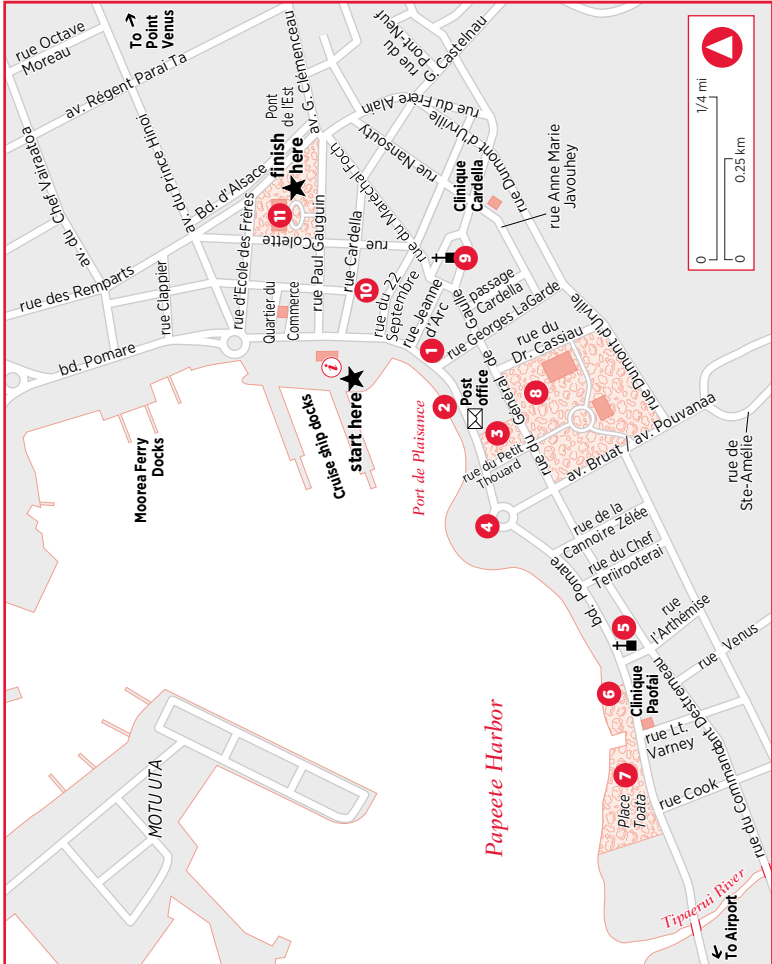 rue Octave
Moreau
To →
Point
Venus
av. Régent Parai Ta
av. du Chef Vairaatoa
av. du Prince Hinoi
rue du
Pont-Neuf
G. Castelnau
av. G. Clémenceau
Pont
de l'Est
finish
here
11
Bd. d'Alsace
rue du Frère Alain
rue Dumont d'Urville
rue Nansouty
rue du Maréchal Foch
Clinique
Cardella
rue Anne Marie
Javouhey
1/4 mi
0
0.25 km
0
rue des Remparts
rue Clappier
rue d'Ecole des Frères
Colette
rue
rue Paul Gauguin
rue Cardella
10
Quartier du
Commerce
rue du 22
Septembre
rue Jeanne
d'Arc
9
passage
Cardella
rue Georges LaGarde
rue du
Dr. Cassiau
rue Dumont d'Urville
bd. Pomare
i
start here
Cruise ship docks
Moorea Ferry
Docks
Port de Plaisance
1
2
Post
office
3
8
rue du Général de Gaulle
rue du Petit
Thouard
4
av. Bruat / av. Pouvanaa
rue de
Ste-Amélie
rue de la
Cannoire Zélée
rue du Chef
Teriirooterai
bd. Pomare
5
rue
l'Arthémise
rue Venus
6
Clinique
Paofai
rue Lt.
Varney
7
Place
Toata
rue Cook
rue du Commandant Destremeau
Papeete Harbor
MOTU UTA
Tipaerui River
←
To Airport